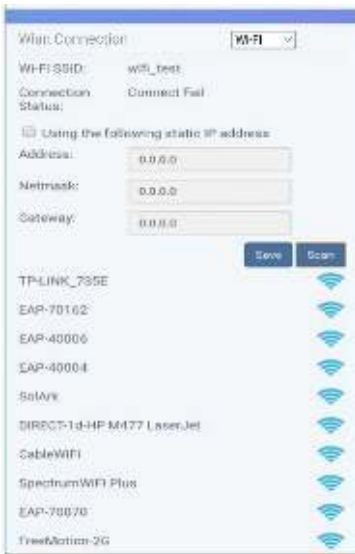 Wlan Connection Wi-Fi
Wi-Fi SSID: wifi_test
Connection Status: Connect Fail
Using the following static IP address
Address: 0.0.0.0
Netmask: 0.0.0.0
Gateway: 0.0.0.0
Save Scan
TP-LINK_735E
EAP-70162
EAP-40006
EAP-40004
SolArk
DIRECT-1d-HP M477 LaserJet
CableWiFi
SpectrumWiFi Plus
EAP-70070
FreeMotion-2G